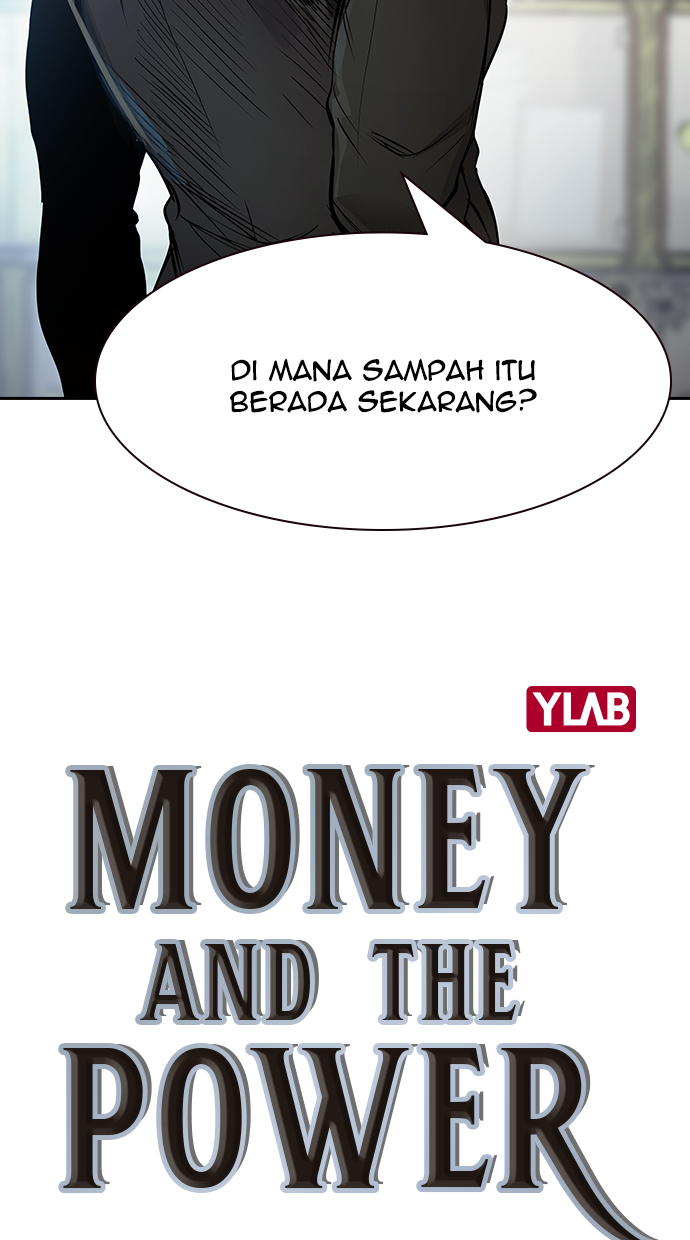 DI MANA SAMPAH ITU
BERADA SEKARANG?
YLAB
MONEY
AND THE
POWER